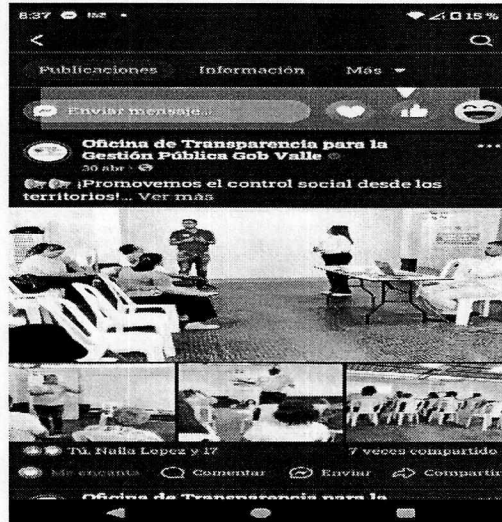 8:37
15 %
Publicaciones Información Más
Enviar mensaje...
Oficina de Transparencia para la
Gestión Pública Gob Valle
30 abr
¡Promovemos el control social desde los
territorios!... Ver más
Tú, Naila Lopez y 17 7 veces compartido
Me encanta Comentar Enviar Compartir
Oficina de Transparencia para la